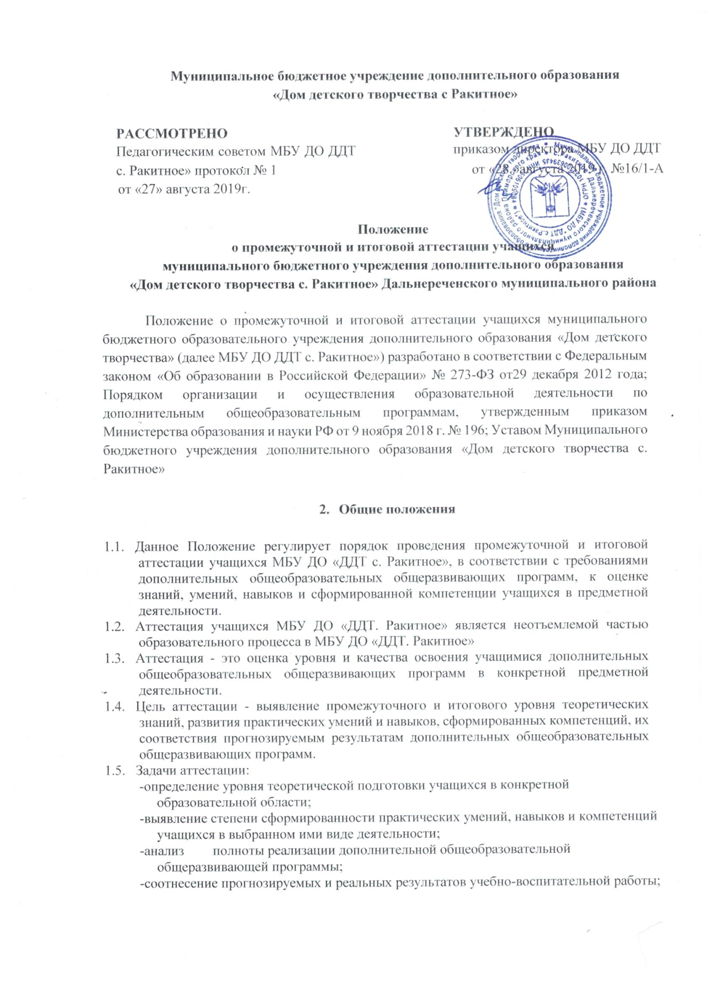 Муниципальное бюджетное учреждение дополнительного образования
«Дом детского творчества с Ракитное»
РАССМОТРЕНО
Педагогическим советом МБУ ДО ДДТ
с. Ракитное» протокол № 1
от «27» августа 2019г.
УТВЕРЖДЕНО
приказом директора МБУ ДО ДДТ
от «28» августа 2019 г. №16/1-А
Положение
о промежуточной и итоговой аттестации учащихся
муниципального бюджетного учреждения дополнительного образования
«Дом детского творчества с. Ракитное» Дальнереченского муниципального района
Положение о промежуточной и итоговой аттестации учащихся муниципального
бюджетного образовательного учреждения дополнительного образования «Дом детского
творчества» (далее МБУ ДО ДДТ с. Ракитное») разработано в соответствии с Федеральным
законом «Об образовании в Российской Федерации» № 273-ФЗ от29 декабря 2012 года;
Порядком организации и осуществления образовательной деятельности по
дополнительным общеобразовательным программам, утвержденным приказом
Министерства образования и науки РФ от 9 ноября 2018 г. № 196; Уставом Муниципального
бюджетного учреждения дополнительного образования «Дом детского творчества с.
Ракитное»
2. Общие положения
1.1. Данное Положение регулирует порядок проведения промежуточной и итоговой
аттестации учащихся МБУ ДО «ДДТ с. Ракитное», в соответствии с требованиями
дополнительных общеобразовательных общеразвивающих программ, к оценке
знаний, умений, навыков и сформированной компетенции учащихся в предметной
деятельности.
1.2. Аттестация учащихся МБУ ДО «ДДТ. Ракитное» является неотъемлемой частью
образовательного процесса в МБУ ДО «ДДТ. Ракитное»
1.3. Аттестация - это оценка уровня и качества освоения учащимися дополнительных
общеобразовательных общеразвивающих программ в конкретной предметной
деятельности.
1.4. Цель аттестации - выявление промежуточного и итогового уровня теоретических
знаний, развития практических умений и навыков, сформированных компетенций, их
соответствия прогнозируемым результатам дополнительных общеобразовательных
общеразвивающих программ.
1.5. Задачи аттестации:
-определение уровня теоретической подготовки учащихся в конкретной
образовательной области;
-выявление степени сформированности практических умений, навыков и компетенций
учащихся в выбранном ими виде деятельности;
-анализ полноты реализации дополнительной общеобразовательной
общеразвивающей программы;
-соотнесение прогнозируемых и реальных результатов учебно-воспитательной работы;